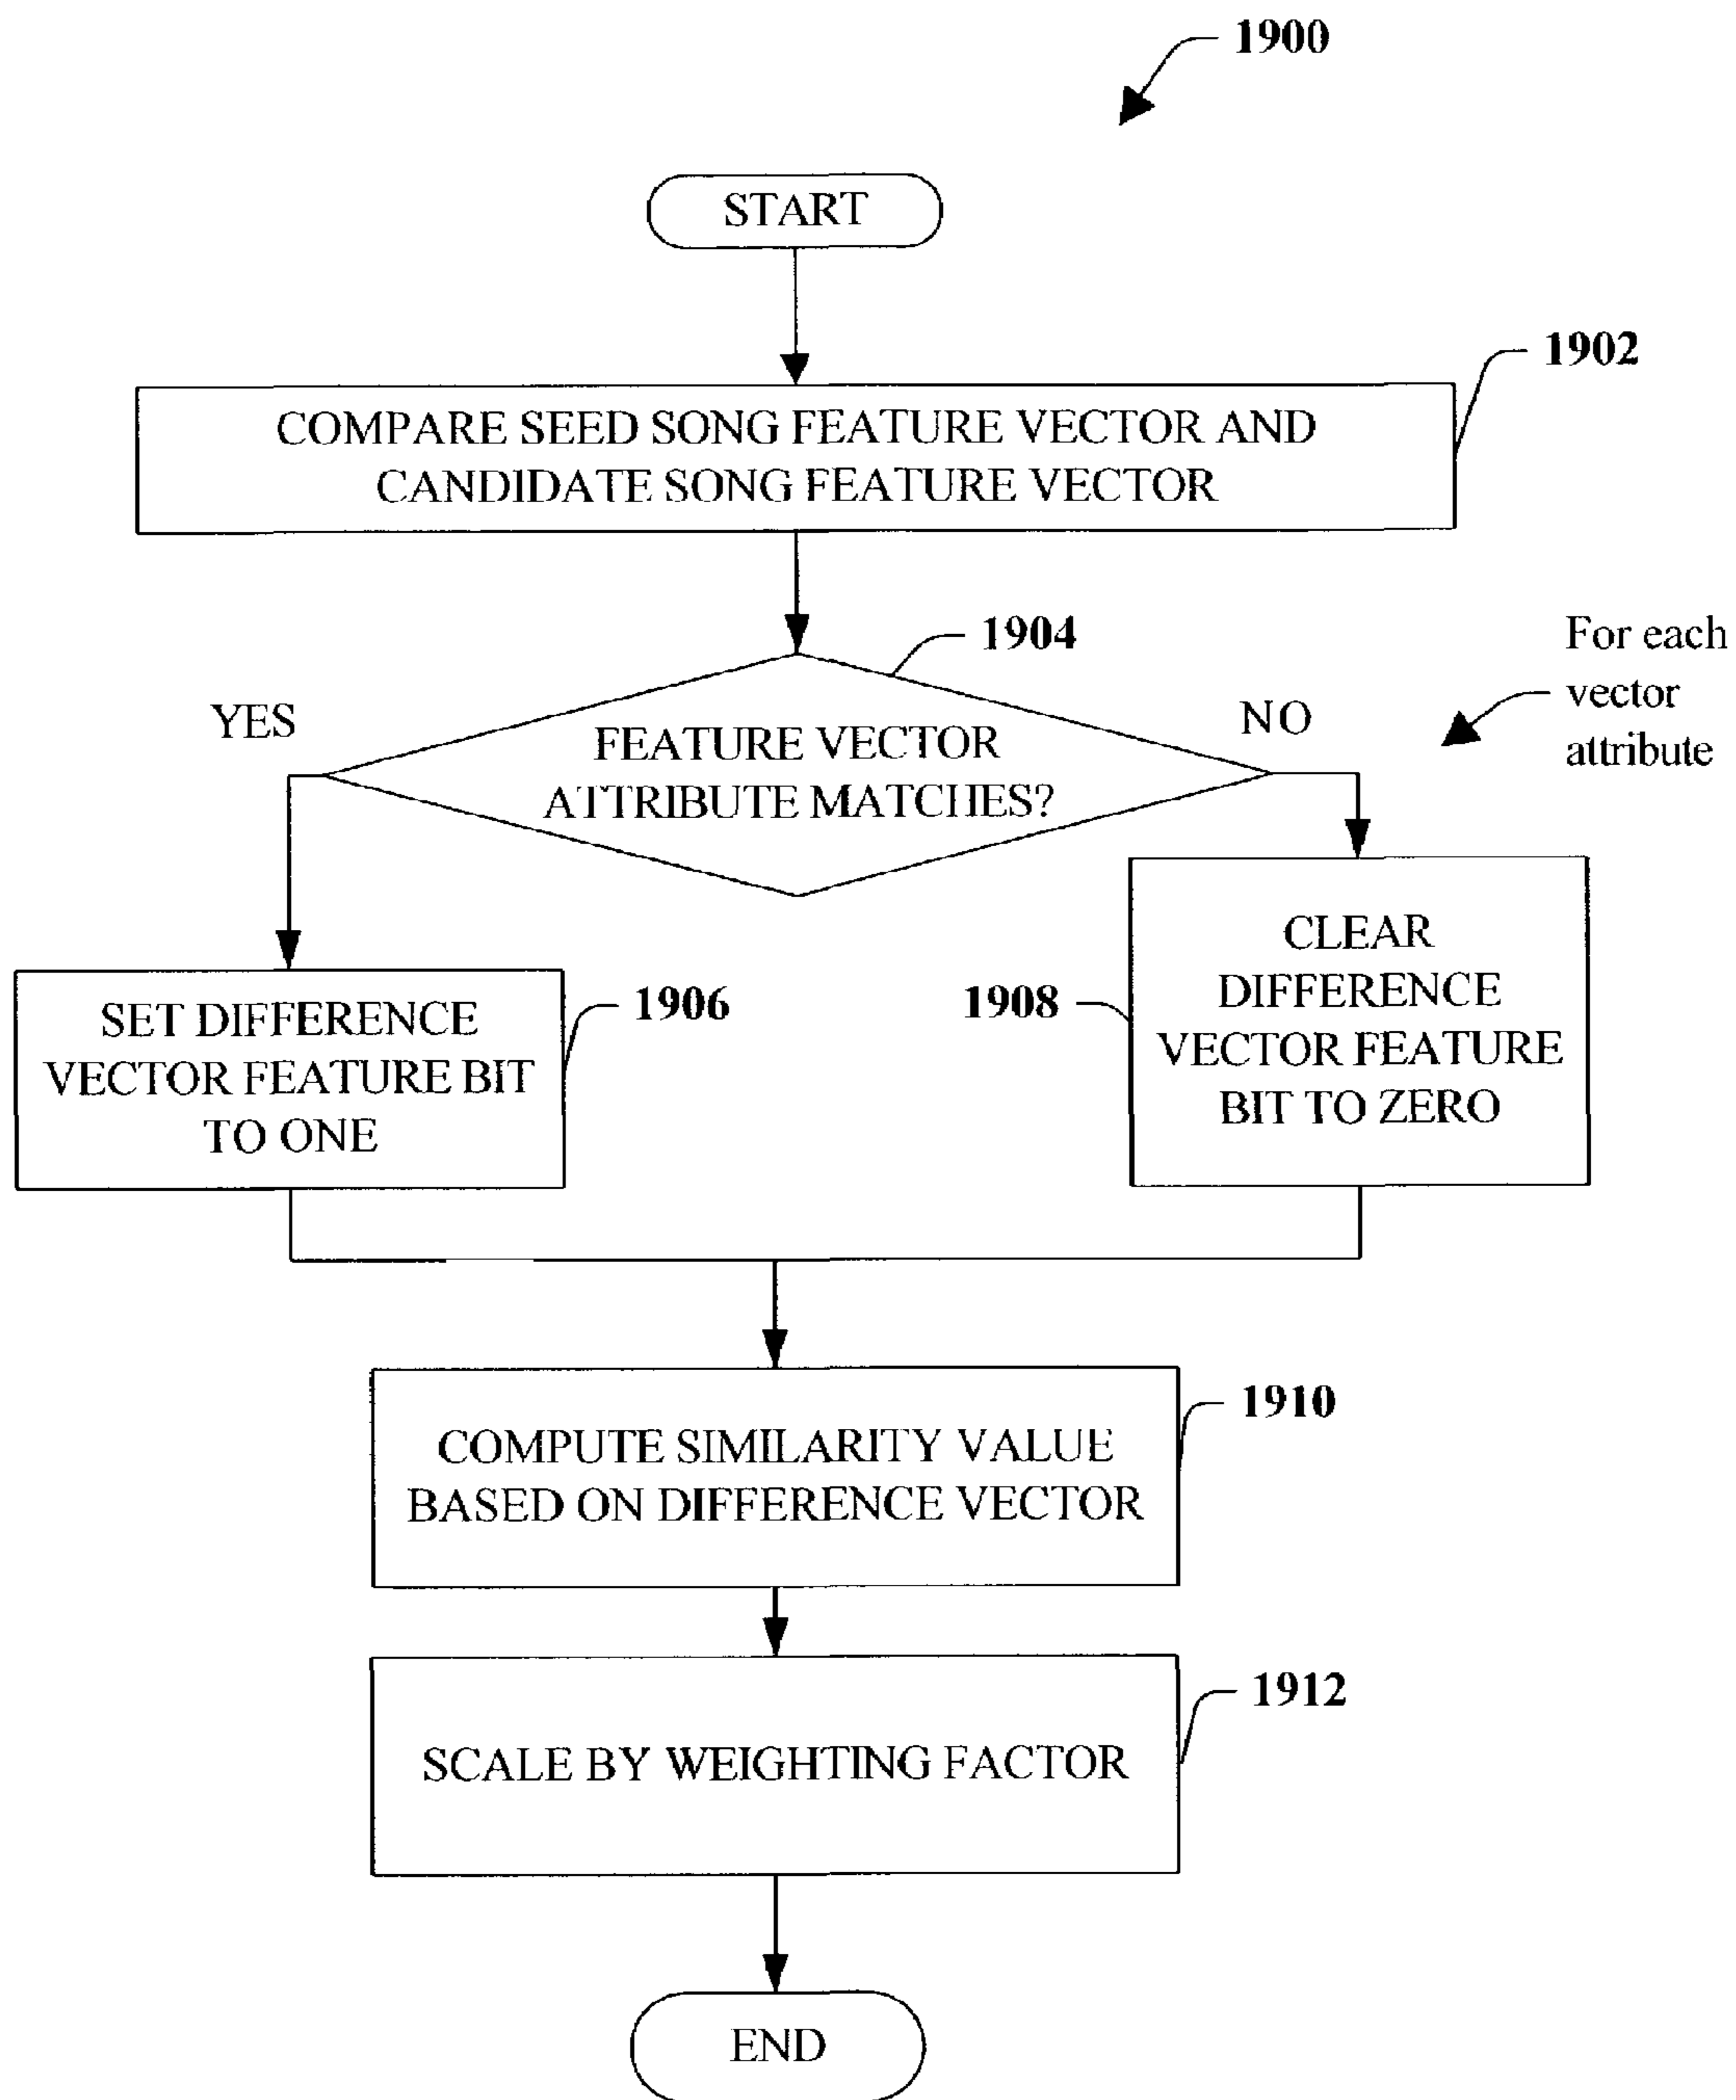 1900
START
1902
COMPARE SEED SONG FEATURE VECTOR AND
CANDIDATE SONG FEATURE VECTOR
1904
For each
vector
attribute
YES
NO
FEATURE VECTOR
ATTRIBUTE MATCHES?
SET DIFFERENCE
VECTOR FEATURE BIT
TO ONE
1906
1908
CLEAR
DIFFERENCE
VECTOR FEATURE
BIT TO ZERO
1910
COMPUTE SIMILARITY VALUE
BASED ON DIFFERENCE VECTOR
1912
SCALE BY WEIGHTING FACTOR
END